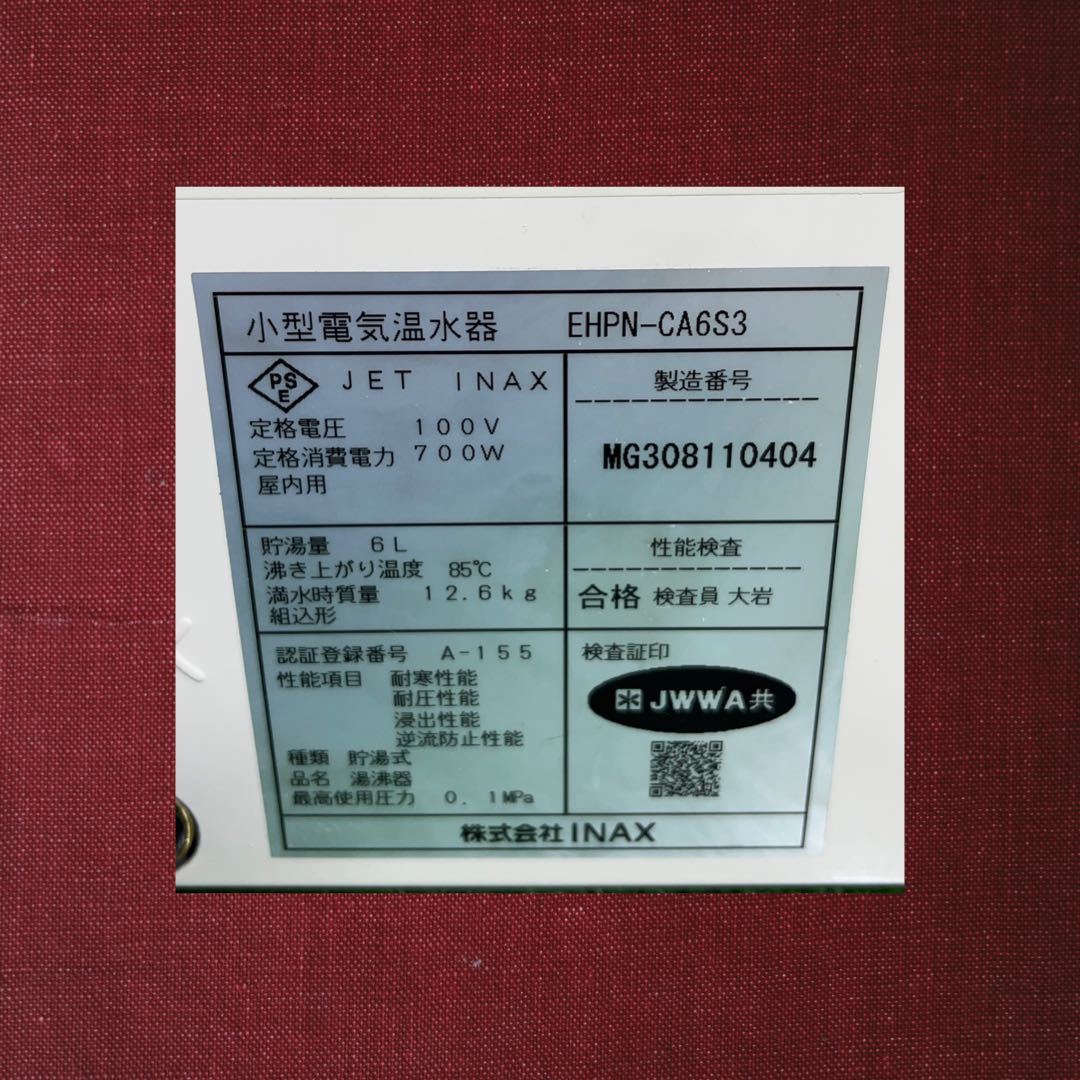 小型電気温水器 EHPN-CA6S3
PSE JET INAX
定格電圧 100V
定格消費電力 700W
屋内用
製造番号
MG308110404
貯湯量 6L
沸き上がり温度 85℃
満水時質量 12.6kg
組込形
性能検査
合格 検査員 大岩
認証登録番号 A-155
性能項目 耐寒性能
耐圧性能
浸出性能
逆流防止性能
種類 貯湯式
品名 湯沸器
最高使用圧力 0.1MPa
検査証印
JWWA共
株式会社INAX